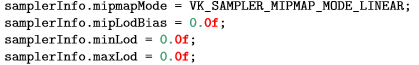 samplerInfo.mipmapMode = VK_SAMPLER_MIPMAP_MODE_LINEAR;
samplerInfo.mipLodBias = 0.0f;
samplerInfo.minLod = 0.0f;
samplerInfo.maxLod = 0.0f;